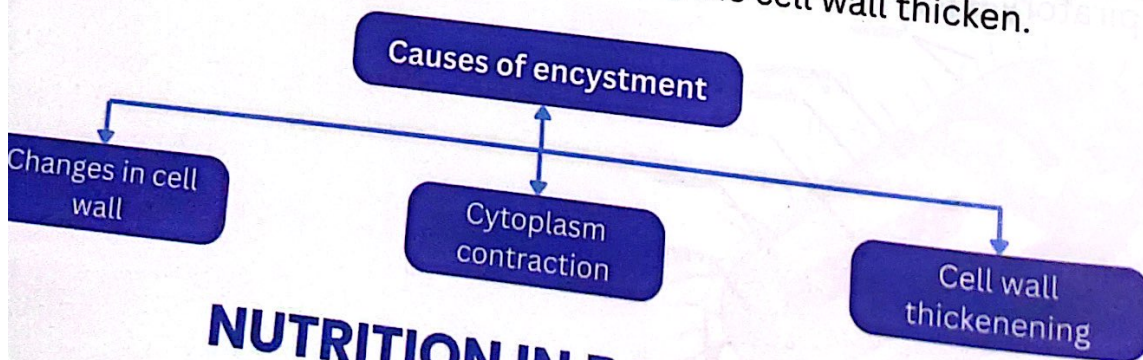 cell wall thicken.
Causes of encystment
Changes in cell
wall
Cytoplasm
contraction
Cell wall
thickenening
NUTRITION IN